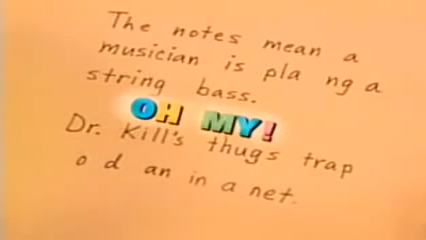 The notes mean a
musician is pla ng a
string bass.
OH MY!
Dr. Kill's thugs trap
o d an in a net.